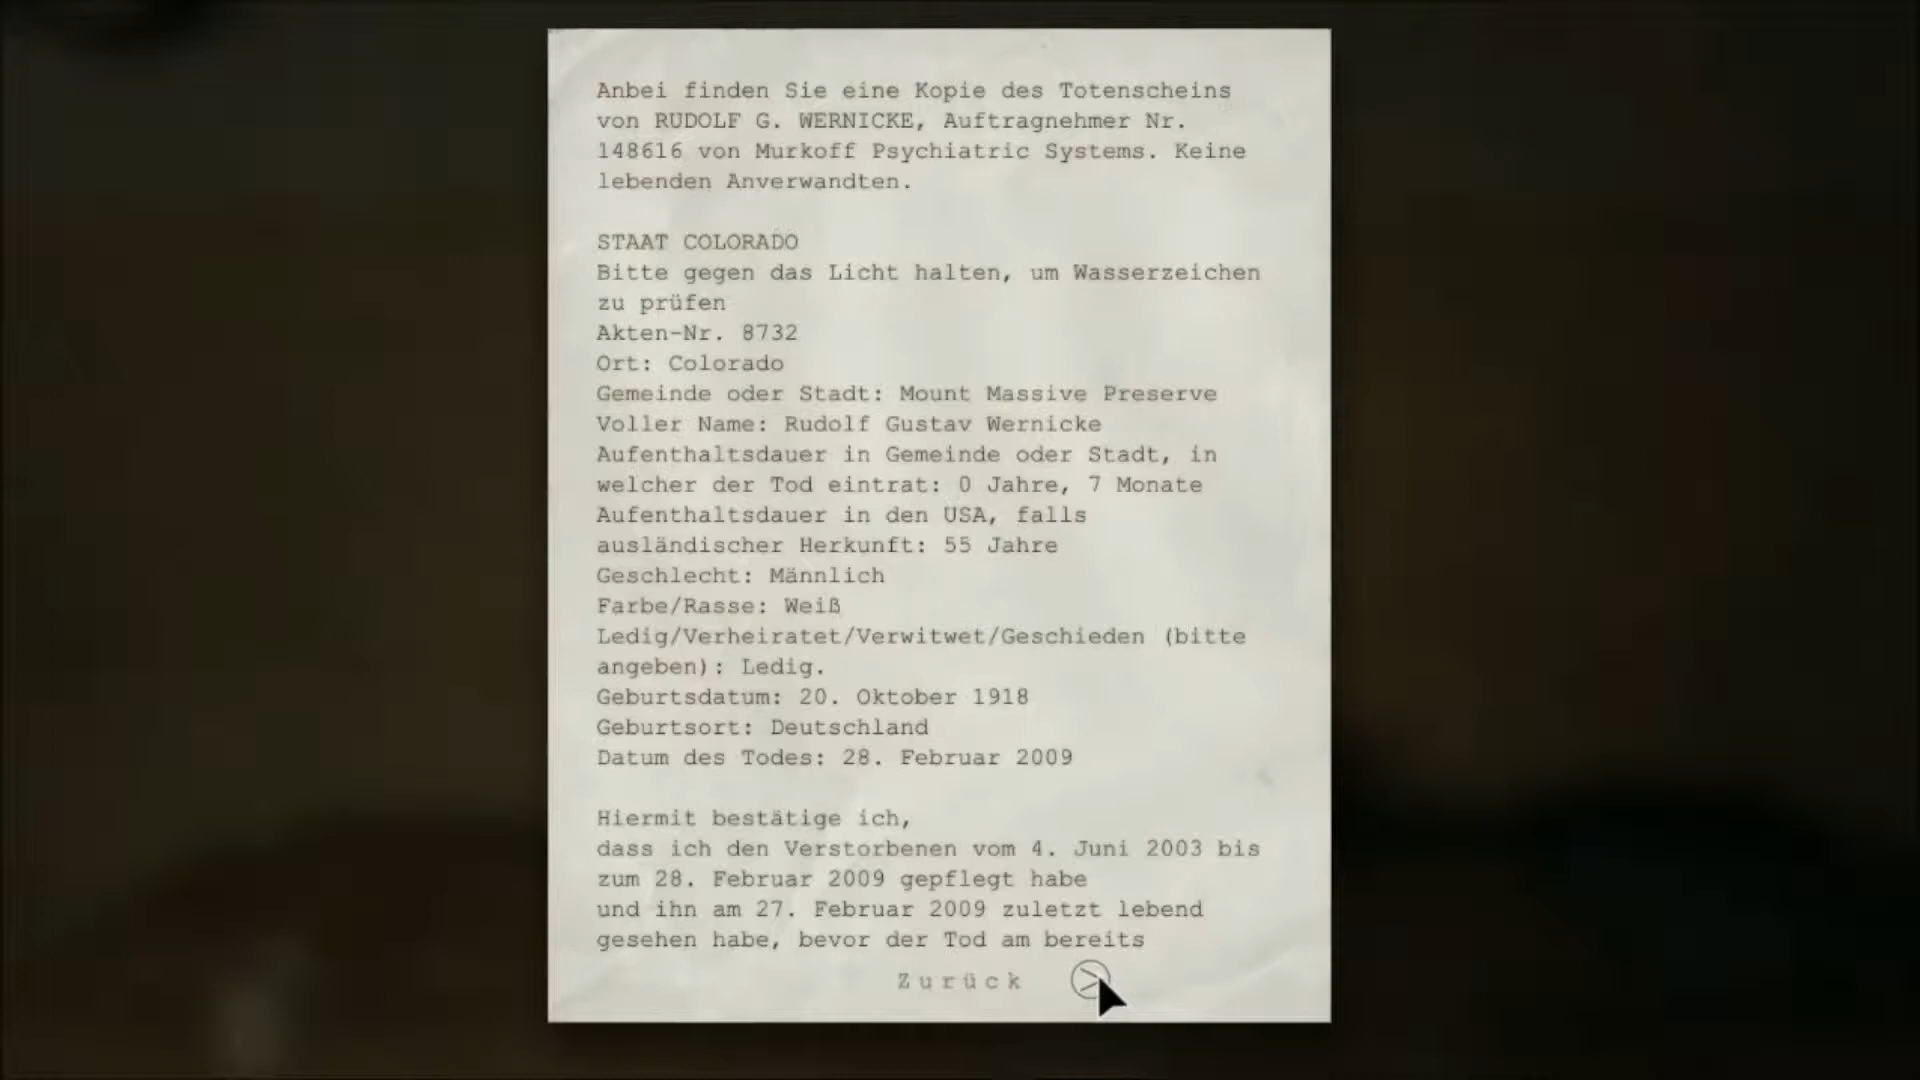 Anbei finden Sie eine Kopie des Totenscheins
von RUDOLF G. WERNICKE, Auftragnehmer Nr.
148616 von Murkoff Psychiatric Systems. Keine
lebenden Anverwandten.
STAAT COLORADO
Bitte gegen das Licht halten, um Wasserzeichen
zu prüfen
Akten-Nr. 8732
Ort: Colorado
Gemeinde oder Stadt: Mount Massive Preserve
Voller Name: Rudolf Gustav Wernicke
Aufenthaltsdauer in Gemeinde oder Stadt, in
welcher der Tod eintrat: 0 Jahre, 7 Monate
Aufenthaltsdauer in den USA, falls
ausländischer Herkunft: 55 Jahre
Geschlecht: Männlich
Farbe/Rasse: Weiß
Ledig/Verheiratet/Verwitwet/Geschieden (bitte
angeben): Ledig.
Geburtsdatum: 20. Oktober 1918
Geburtsort: Deutschland
Datum des Todes: 28. Februar 2009
Hiermit bestätige ich,
dass ich den Verstorbenen vom 4. Juni 2003 bis
zum 28. Februar 2009 gepflegt habe
und ihn am 27. Februar 2009 zuletzt lebend
gesehen habe, bevor der Tod am bereits
Zurück >